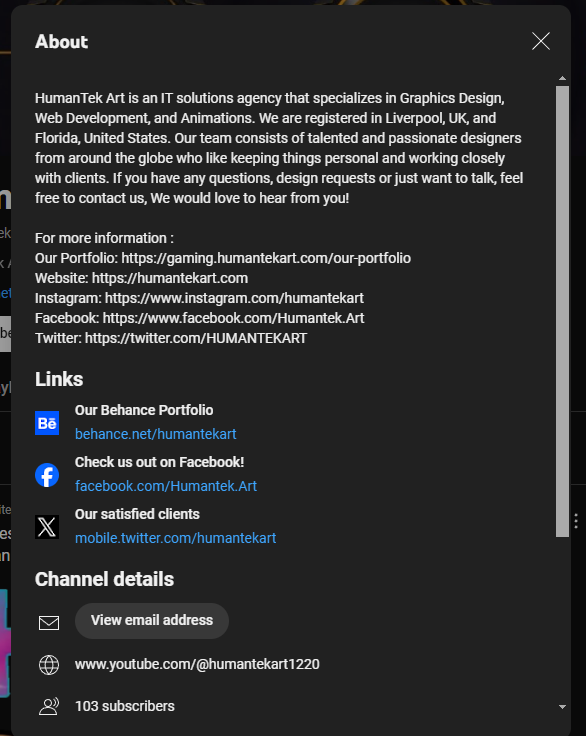 About
HumanTek Art is an IT solutions agency that specializes in Graphics Design,
Web Development, and Animations. We are registered in Liverpool, UK, and
Florida, United States. Our team consists of talented and passionate designers
from around the globe who like keeping things personal and working closely
with clients. If you have any questions, design requests or just want to talk, feel
free to contact us, We would love to hear from you!
For more information :
Our Portfolio: https://gaming.humantekart.com/our-portfolio
Website: https://humantekart.com
Instagram: https://www.instagram.com/humantekart
Facebook: https://www.facebook.com/Humantek.Art
Twitter: https://twitter.com/HUMANTEKART
Links
Bē
Our Behance Portfolio
behance.net/humantekart
Check us out on Facebook!
facebook.com/Humantek.Art
Our satisfied clients
mobile.twitter.com/humantekart
Channel details
View email address
www.youtube.com/@humantekart1220
103 subscribers